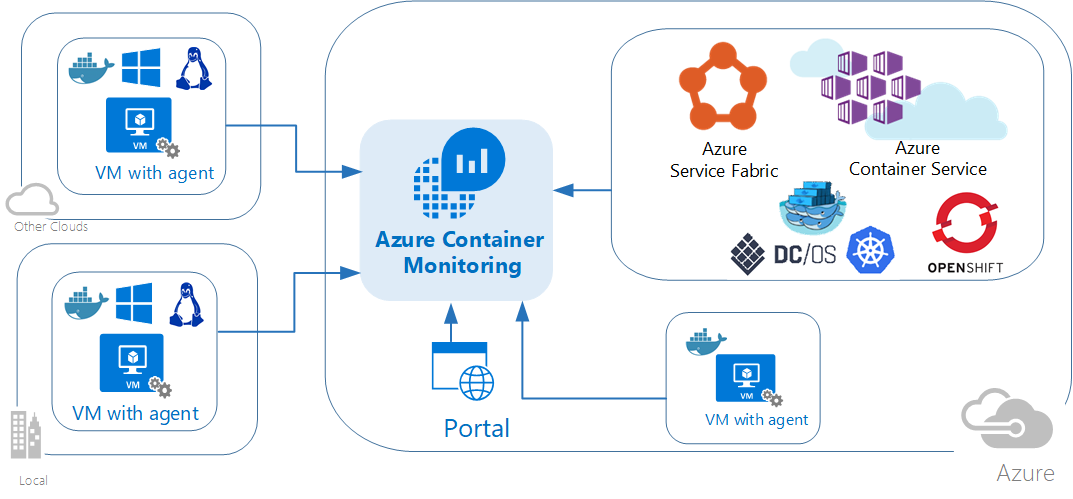 VM
VM with agent
Other Clouds
VM
VM with agent
Local
Azure Container
Monitoring
Portal
Azure
Service Fabric
Azure
Container Service
DC/OS
OPENSHIFT
VM
VM with agent
Azure